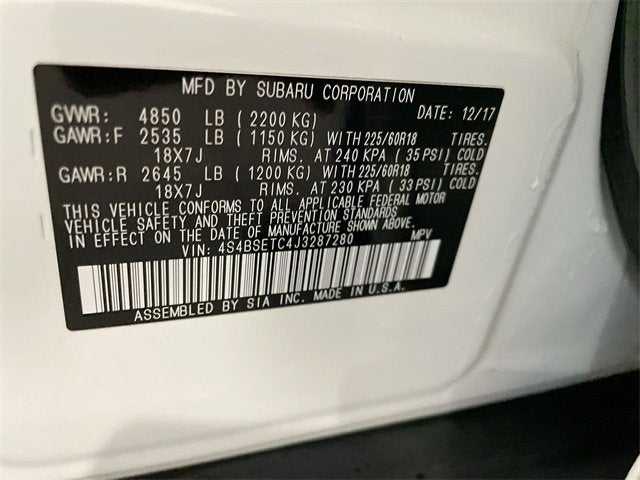 MFD BY SUBARU CORPORATION
GVWR: 4850 LB ( 2200 KG) DATE: 12/17
GAWR:F 2535 LB ( 1150 KG) WITH 225/60R18 TIRES.
18X7J RIMS. AT 240 KPA ( 35 PSI) COLD
GAWR:R 2645 LB ( 1200 KG) WITH 225/60R18 TIRES.
18X7J RIMS. AT 230 KPA ( 33 PSI) COLD
THIS VEHICLE CONFORMS TO ALL APPLICABLE FEDERAL MOTOR
VEHICLE SAFETY AND THEFT PREVENTION STANDARDS
IN EFFECT ON THE DATE OF MANUFACTURE SHOWN ABOVE.
VIN: 4S4BSETC4J3287280 MPV
ASSEMBLED BY SIA INC. MADE IN U.S.A.